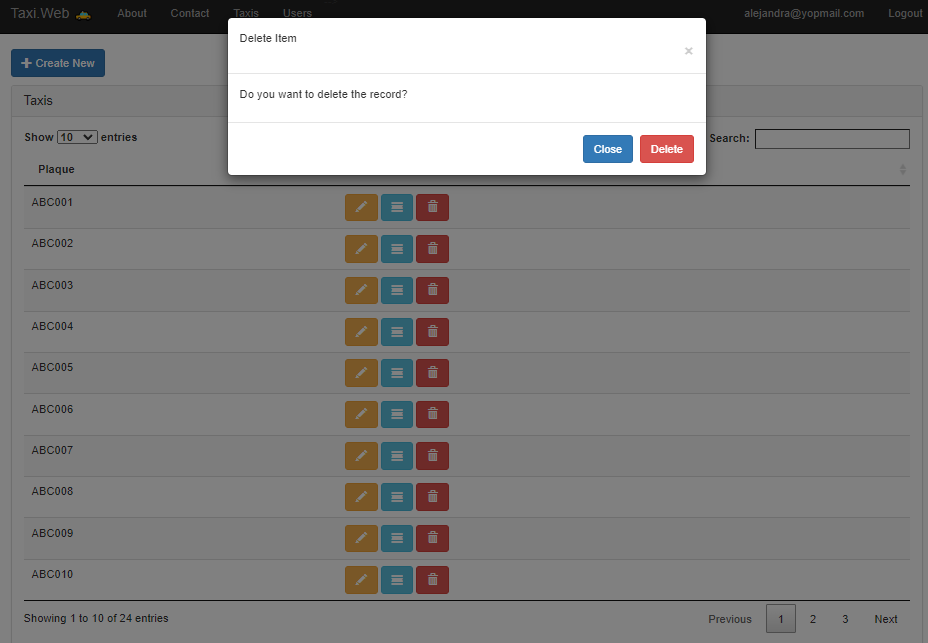 Taxi.Web About Contact Taxis Users alejandra@yopmail.com Logout
Delete Item
×
Do you want to delete the record?
Close Delete
Create New
Taxis
Show 10 entries Search:
Plaque
ABC001
ABC002
ABC003
ABC004
ABC005
ABC006
ABC007
ABC008
ABC009
ABC010
Showing 1 to 10 of 24 entries Previous 1 2 3 Next